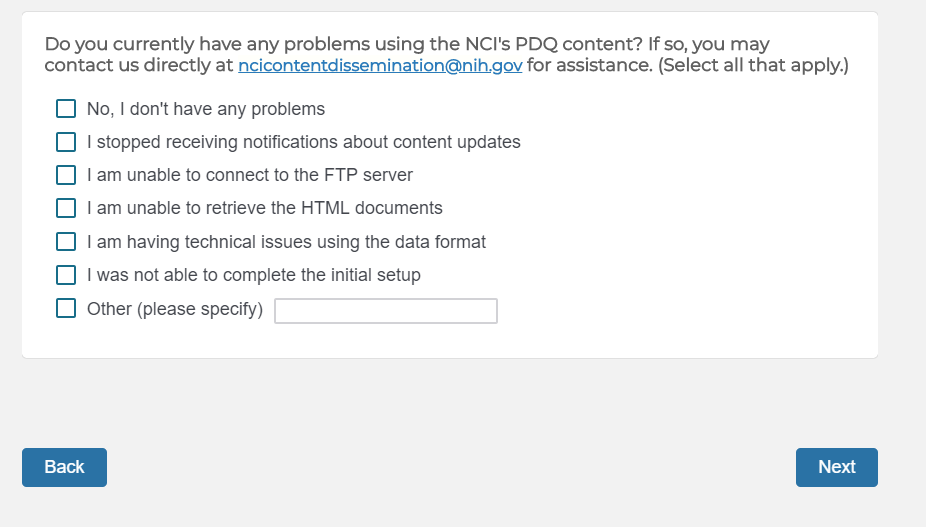 Do you currently have any problems using the NCI's PDQ content? If so, you may
contact us directly at ncicontentdissemination@nih.gov for assistance. (Select all that apply.)
No, I don't have any problems
I stopped receiving notifications about content updates
I am unable to connect to the FTP server
I am unable to retrieve the HTML documents
I am having technical issues using the data format
I was not able to complete the initial setup
Other (please specify)
Back
Next